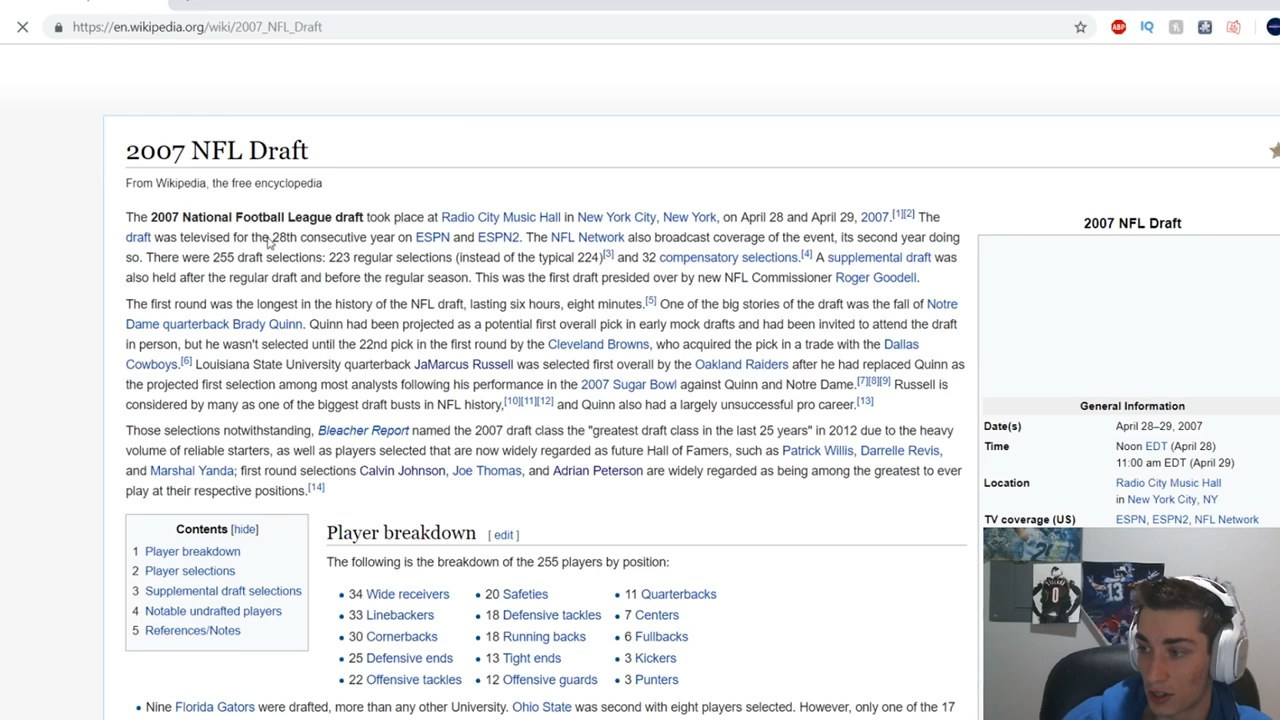 https://en.wikipedia.org/wiki/2007_NFL_Draft
ABP
IQ
2007 NFL Draft
From Wikipedia, the free encyclopedia
The 2007 National Football League draft took place at Radio City Music Hall in New York City, New York, on April 28 and April 29, 2007.[1][2] The
draft was televised for the 28th consecutive year on ESPN and ESPN2. The NFL Network also broadcast coverage of the event, its second year doing
so. There were 255 draft selections: 223 regular selections (instead of the typical 224)[3] and 32 compensatory selections.[4] A supplemental draft was
also held after the regular draft and before the regular season. This was the first draft presided over by new NFL Commissioner Roger Goodell.
The first round was the longest in the history of the NFL draft, lasting six hours, eight minutes.[5] One of the big stories of the draft was the fall of Notre
Dame quarterback Brady Quinn. Quinn had been projected as a potential first overall pick in early mock drafts and had been invited to attend the draft
in person, but he wasn't selected until the 22nd pick in the first round by the Cleveland Browns, who acquired the pick in a trade with the Dallas
Cowboys.[6] Louisiana State University quarterback JaMarcus Russell was selected first overall by the Oakland Raiders after he had replaced Quinn as
the projected first selection among most analysts following his performance in the 2007 Sugar Bowl against Quinn and Notre Dame.[7][8][9] Russell is
considered by many as one of the biggest draft busts in NFL history,[10][11][12] and Quinn also had a largely unsuccessful pro career.[13]
Those selections notwithstanding, Bleacher Report named the 2007 draft class the "greatest draft class in the last 25 years" in 2012 due to the heavy
volume of reliable starters, as well as players selected that are now widely regarded as future Hall of Famers, such as Patrick Willis, Darrelle Revis,
and Marshal Yanda; first round selections Calvin Johnson, Joe Thomas, and Adrian Peterson are widely regarded as being among the greatest to ever
play at their respective positions.[14]
Contents [hide]
1 Player breakdown
2 Player selections
3 Supplemental draft selections
4 Notable undrafted players
5 References/Notes
Player breakdown [ edit ]
The following is the breakdown of the 255 players by position:
• 34 Wide receivers
• 33 Linebackers
• 30 Cornerbacks
• 25 Defensive ends
• 22 Offensive tackles
• 20 Safeties
• 18 Defensive tackles
• 18 Running backs
• 13 Tight ends
• 12 Offensive guards
• 11 Quarterbacks
• 7 Centers
• 6 Fullbacks
• 3 Kickers
• 3 Punters
• Nine Florida Gators were drafted, more than any other University. Ohio State was second with eight players selected. However, only one of the 17
2007 NFL Draft
General Information
Date(s) April 28–29, 2007
Time Noon EDT (April 28)
11:00 am EDT (April 29)
Location Radio City Music Hall
in New York City, NY
TV coverage (US) ESPN, ESPN2, NFL Network
0
13